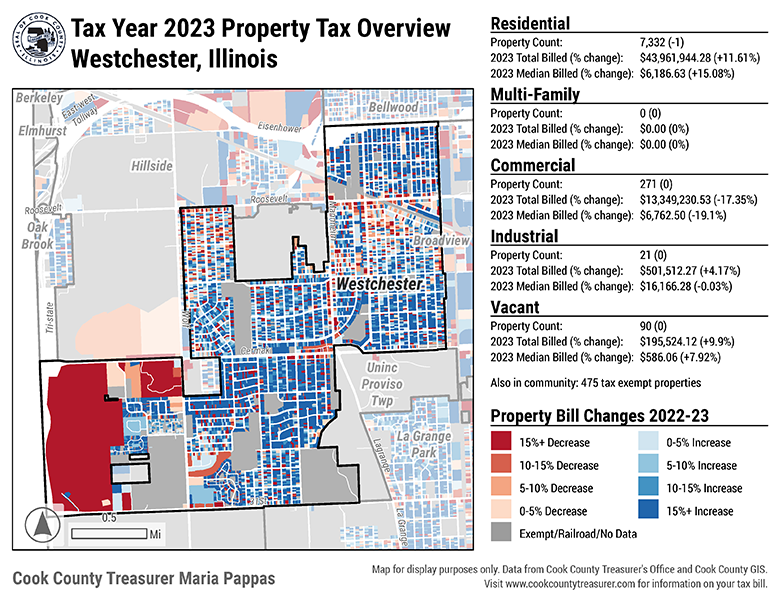 Tax Year 2023 Property Tax Overview
Westchester, Illinois
Residential
Property Count: 7,332 (-1)
2023 Total Billed (% change): $43,961,944.28 (+11.61%)
2023 Median Billed (% change): $6,186.63 (+15.08%)
Multi-Family
Property Count: 0 (0)
2023 Total Billed (% change): $0.00 (0%)
2023 Median Billed (% change): $0.00 (0%)
Commercial
Property Count: 271 (0)
2023 Total Billed (% change): $13,349,230.53 (-17.35%)
2023 Median Billed (% change): $6,762.50 (-19.1%)
Industrial
Property Count: 21 (0)
2023 Total Billed (% change): $501,512.27 (+4.17%)
2023 Median Billed (% change): $16,166.28 (-0.03%)
Vacant
Property Count: 90 (0)
2023 Total Billed (% change): $195,524.12 (+9.9%)
2023 Median Billed (% change): $586.06 (+7.92%)
Also in community: 475 tax exempt properties
Property Bill Changes 2022-23
15%+ Decrease
10-15% Decrease
5-10% Decrease
0-5% Decrease
Exempt/Railroad/No Data
0-5% Increase
5-10% Increase
10-15% Increase
15%+ Increase
Berkeley
East-west
Tollway
Bellwood
Elmhurst
Eisenhower
Hillside
Roosevelt
Roosevelt
Oak
Brook
Broadview
Westchester
Tri-state
Cermak
Uninc
Proviso
Twp
La Grange
Park
Lagrange
La Grange
31st
0.5
Mi
Cook County Treasurer Maria Pappas
Map for display purposes only. Data from Cook County Treasurer's Office and Cook County GIS.
Visit www.cookcountytreasurer.com for information on your tax bill.